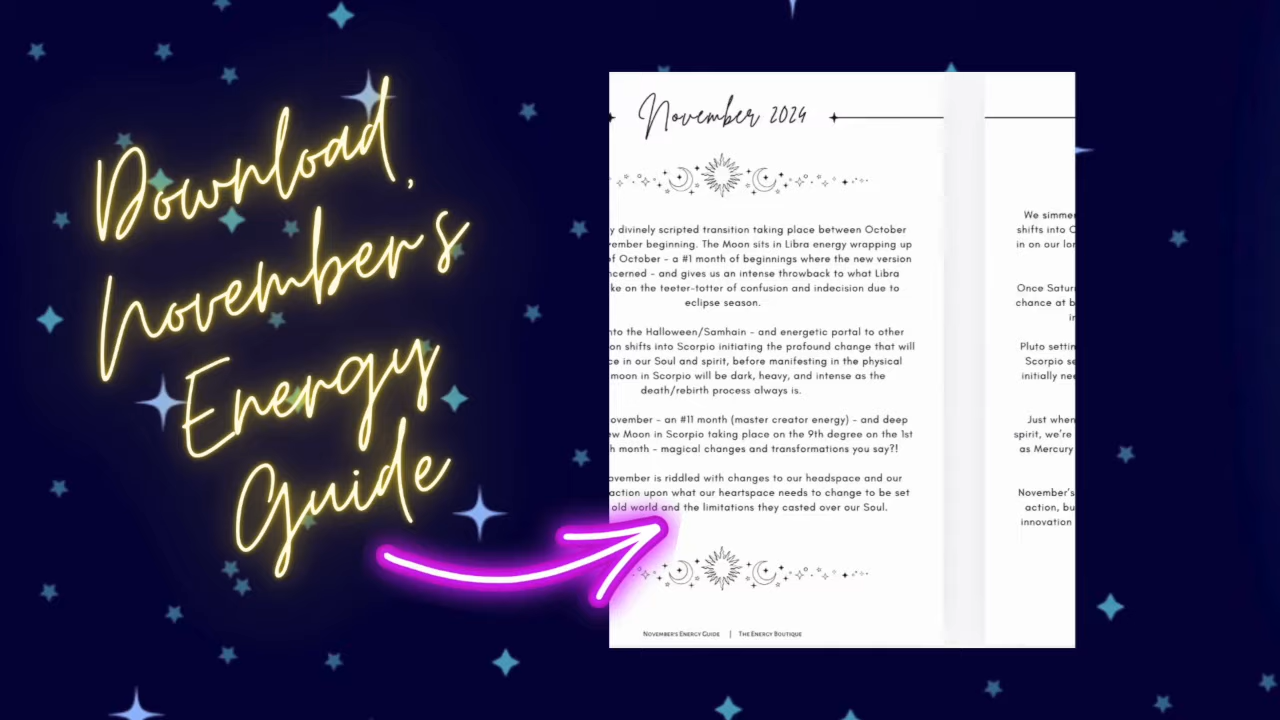 Download,
November's
Energy
Guide
November 2024
y divinely scripted transition taking place between October
vember beginning. The Moon sits in Libra energy wrapping up
of October - a #1 month of beginnings where the new version
ncerned - and gives us an intense throwback to what Libra
ke on the teeter-totter of confusion and indecision due to
eclipse season.
nto the Halloween/Samhain - and energetic portal to other
on shifts into Scorpio initiating the profound change that will
ce in our Soul and spirit, before manifesting in the physical
moon in Scorpio will be dark, heavy, and intense as the
death/rebirth process always is.
ovember - an #11 month (master creator energy) - and deep
ew Moon in Scorpio taking place on the 9th degree on the 1st
h month - magical changes and transformations you say?!
ovember is riddled with changes to our headspace and our
action upon what our heartspace needs to change to be set
old world and the limitations they casted over our Soul.
November's Energy Guide | The Energy Boutique
We simme
shifts into C
in on our lon
Once Satur
chance at b
in
Pluto settin
Scorpio se
initially nee
Just when
spirit, we're
as Mercury
November's
action, bu
innovation